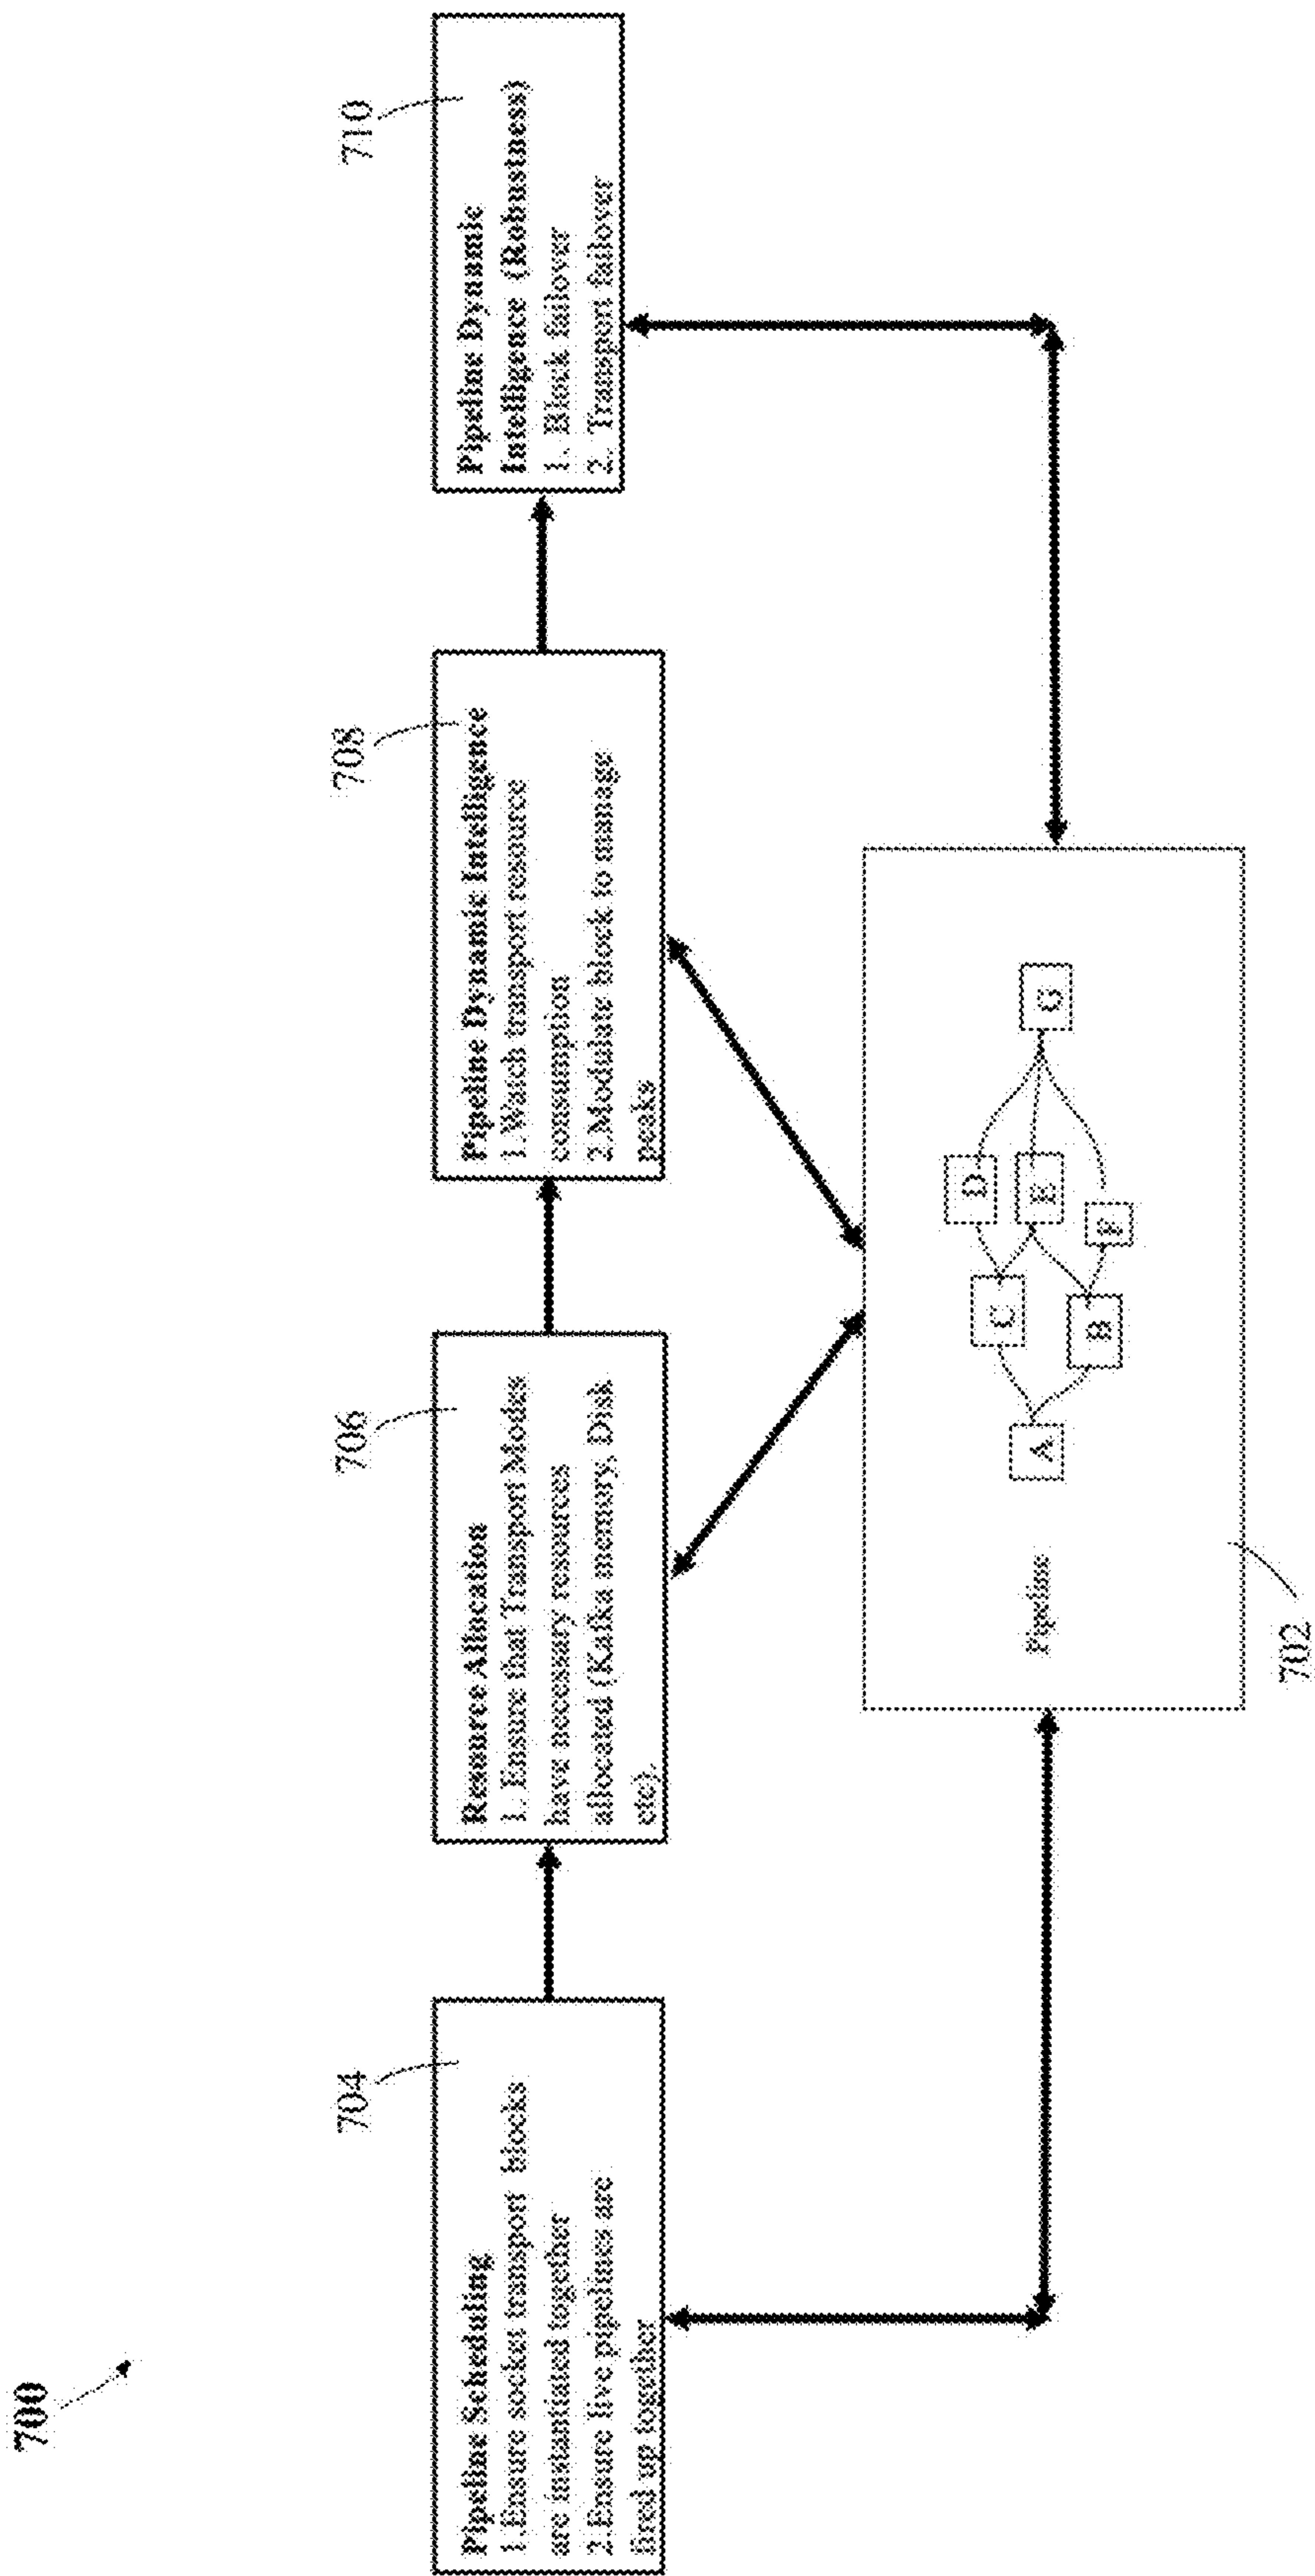 700
704
Pipeline Scheduling
1.Ensure socket transport blocks
are instantiated together
2.Ensure live pipelines are
fired up together
706
Resource Allocation
1. Ensure that Transport Modes
have necessary resources
allocated (Kafka memory, Disk
etc).
708
Pipeline Dynamic Intelligence
1.Watch transport resource
consumption
2.Modulate block to manage
peaks
710
Pipeline Dynamic
Intelligence (Robustness)
1. Block failover
2. Transport failover
Pipeline
A
C
B
D
E
F
G
702